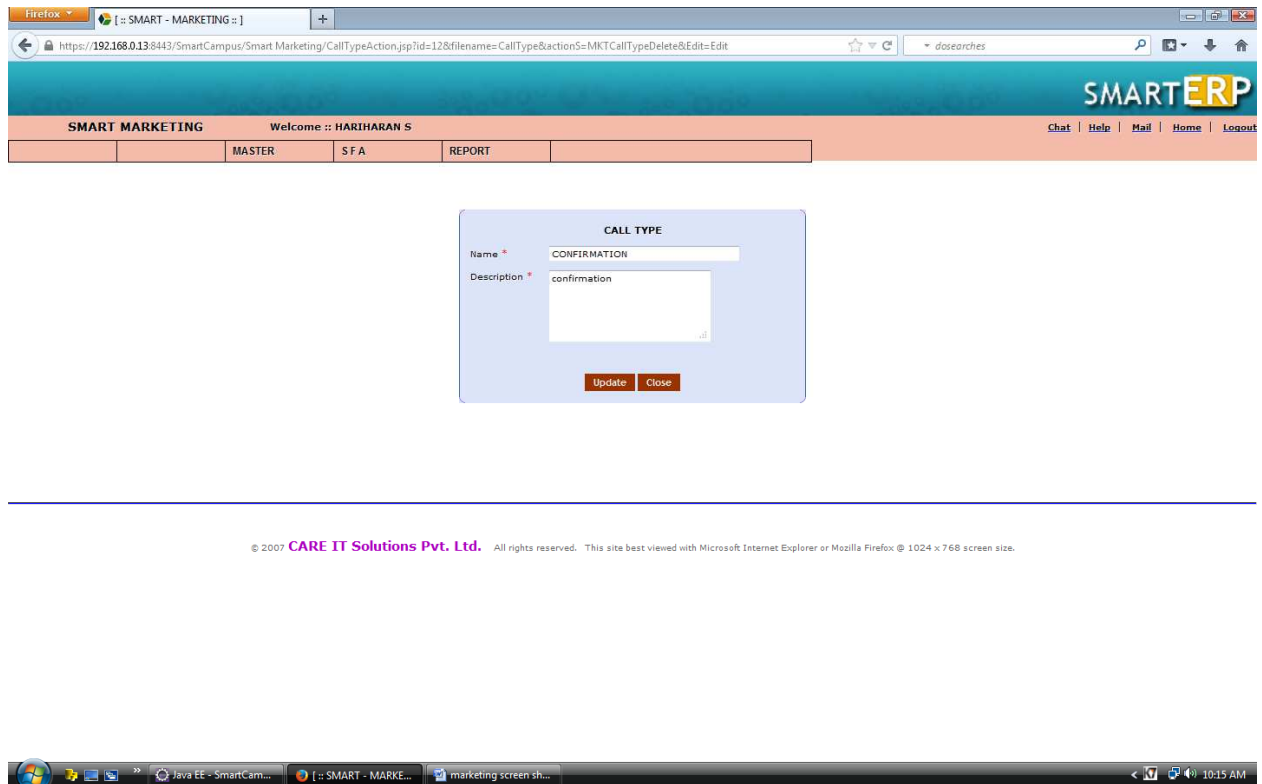 Firefox
[ :: SMART - MARKETING :: ]
https://192.168.0.13:8443/SmartCampus/Smart Marketing/CallTypeAction.jsp?id=12&filename=CallType&actionS=MKTCallTypeDelete&Edit=Edit
dosearches
SMARTERP
SMART MARKETING Welcome :: HARIHARAN S Chat | Help | Mail | Home | Logout
MASTER S F A REPORT
CALL TYPE
Name * CONFIRMATION
Description * confirmation
Update Close
© 2007 CARE IT Solutions Pvt. Ltd. All rights reserved. This site best viewed with Microsoft Internet Explorer or Mozilla Firefox @ 1024 x 768 screen size.
Java EE - SmartCam... [ :: SMART - MARKE... marketing screen sh... 10:15 AM